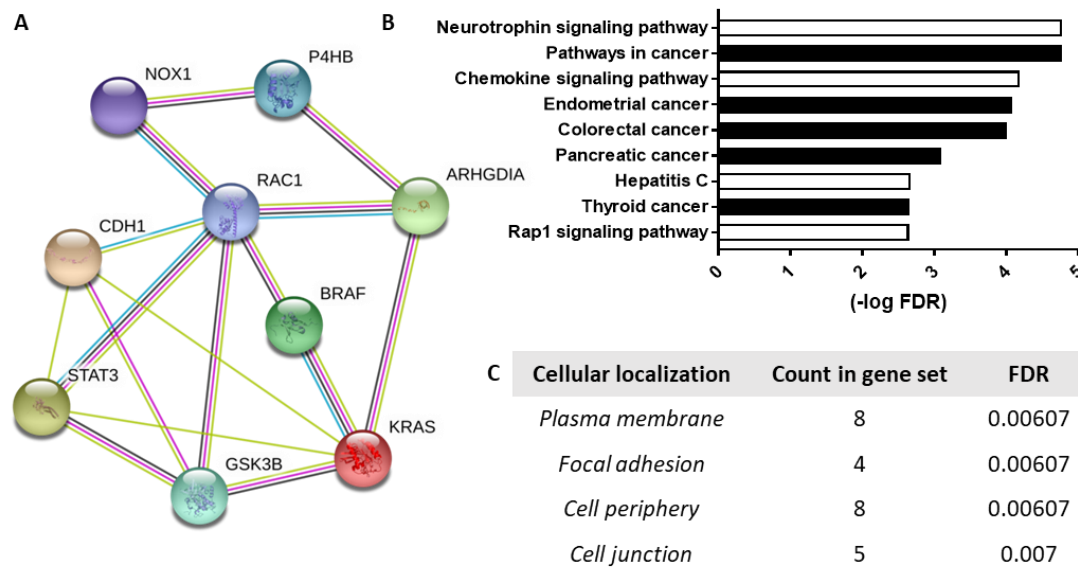 A
NOX1
P4HB
RAC1
ARHGDIA
CDH1
BRAF
STAT3
KRAS
GSK3B
B
Neurotrophin signaling pathway
Pathways in cancer
Chemokine signaling pathway
Endometrial cancer
Colorectal cancer
Pancreatic cancer
Hepatitis C
Thyroid cancer
Rap1 signaling pathway
0 1 2 3 4 5
(-log FDR)
C
Cellular localization Count in gene set FDR
Plasma membrane 8 0.00607
Focal adhesion 4 0.00607
Cell periphery 8 0.00607
Cell junction 5 0.007